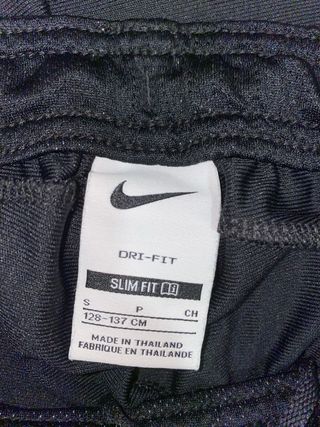 DRI-FIT
SLIM FIT
S P CH
128-137 CM
MADE IN THAILAND
FABRIQUE EN THAILANDE